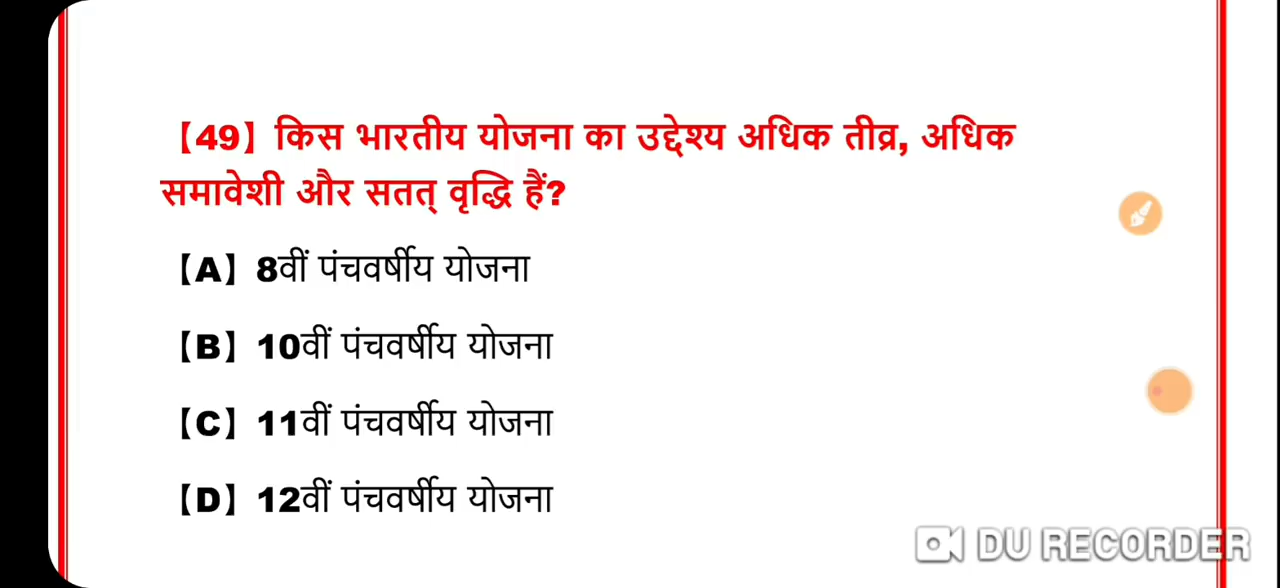 【49】 किस भारतीय योजना का उद्देश्य अधिक तीव्र, अधिक
समावेशी और सतत् वृद्धि हैं?
【A】 8वीं पंचवर्षीय योजना
【B】 10वीं पंचवर्षीय योजना
【C】 11वीं पंचवर्षीय योजना
【D】 12वीं पंचवर्षीय योजना
DU RECORDER